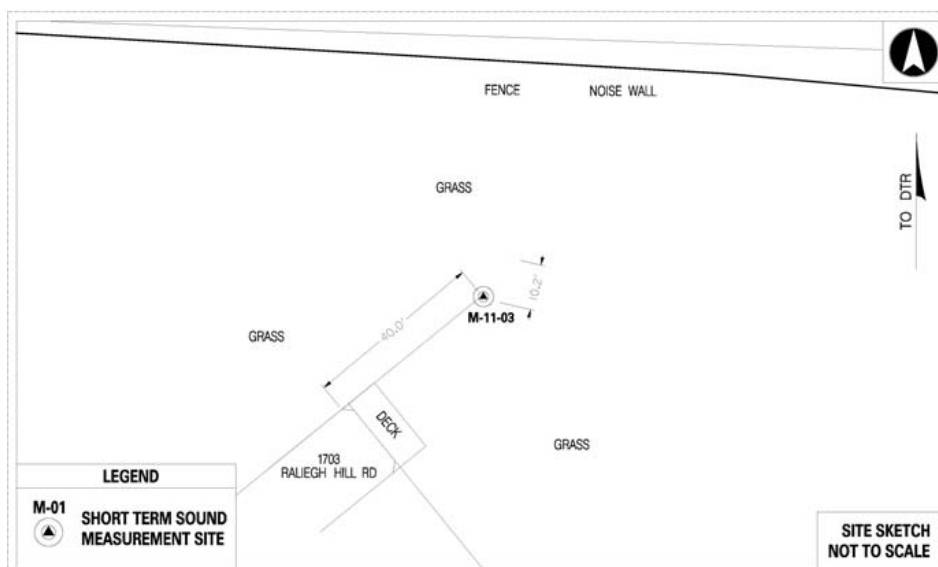 FENCE NOISE WALL
GRASS
TO DTR
10.2'
40.0'
M-11-03
GRASS
DECK
GRASS
1703
RALIEGH HILL RD
LEGEND
M-01
SHORT TERM SOUND
MEASUREMENT SITE
SITE SKETCH
NOT TO SCALE